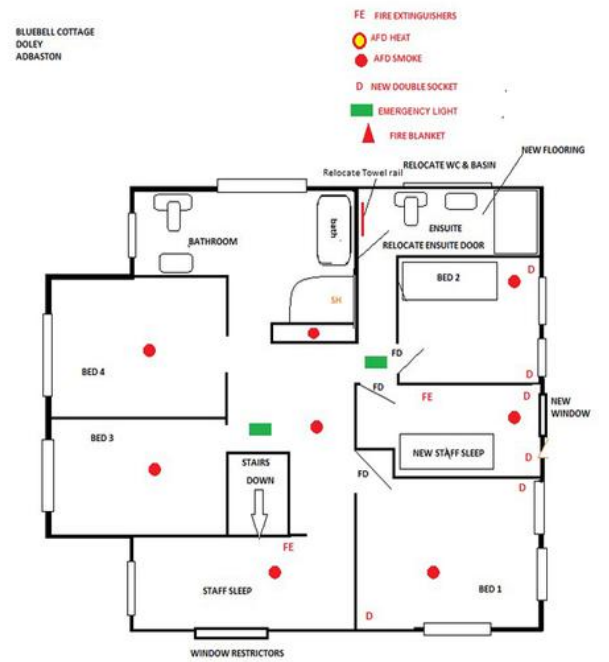 BLUEBELL COTTAGE
DOLEY
ADBASTON
FE FIRE EXTINGUISHERS
AFD HEAT
AFD SMOKE
D NEW DOUBLE SOCKET
EMERGENCY LIGHT
FIRE BLANKET
NEW FLOORING
RELOCATE WC & BASIN
Relocate Towel rail
bath
ENSUITE
BATHROOM
RELOCATE ENSUITE DOOR
D
BED 2
SH
FD
BED 4
D
FD
FE
D
NEW
WINDOW
BED 3
NEW STAFF SLEEP
D
STAIRS
DOWN
FD
D
FE
STAFF SLEEP
BED 1
D
WINDOW RESTRICTORS